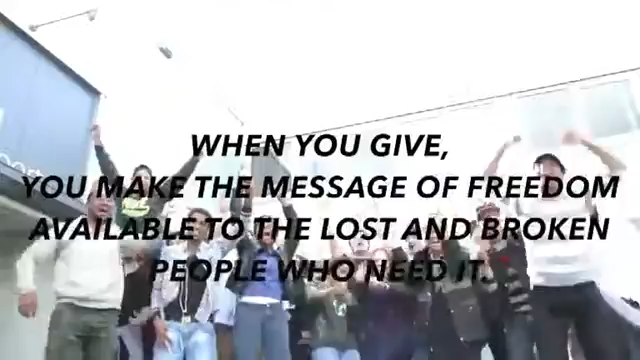 WHEN YOU GIVE,
YOU MAKE THE MESSAGE OF FREEDOM
AVAILABLE TO THE LOST AND BROKEN
PEOPLE WHO NEED IT.